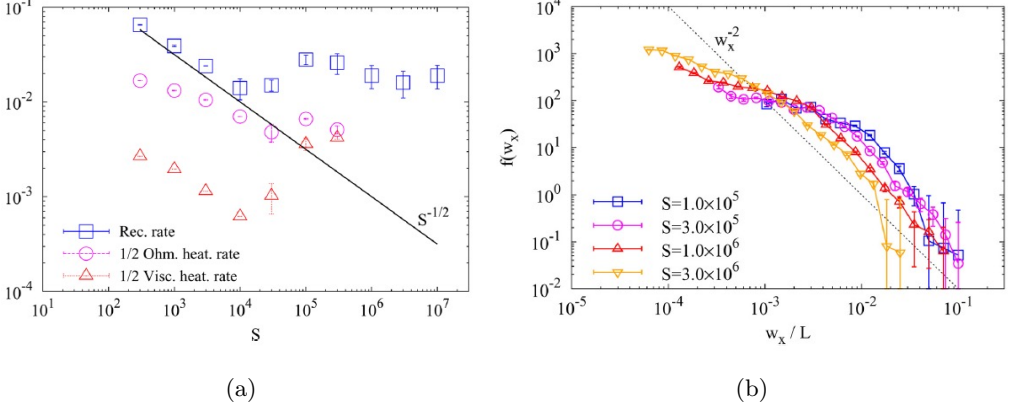 10^-1
10^-2
10^-3
10^-4
10^1
10^2
10^3
10^4
10^5
10^6
10^7
10^8
S
S^-1/2
Rec. rate
1/2 Ohm. heat. rate
1/2 Visc. heat. rate
(a)
10^4
10^3
10^2
10^1
10^0
10^-1
10^-2
f(w_x)
10^-5
10^-4
10^-3
10^-2
10^-1
w_x / L
w_x^-2
S=1.0×10^5
S=3.0×10^5
S=1.0×10^6
S=3.0×10^6
(b)